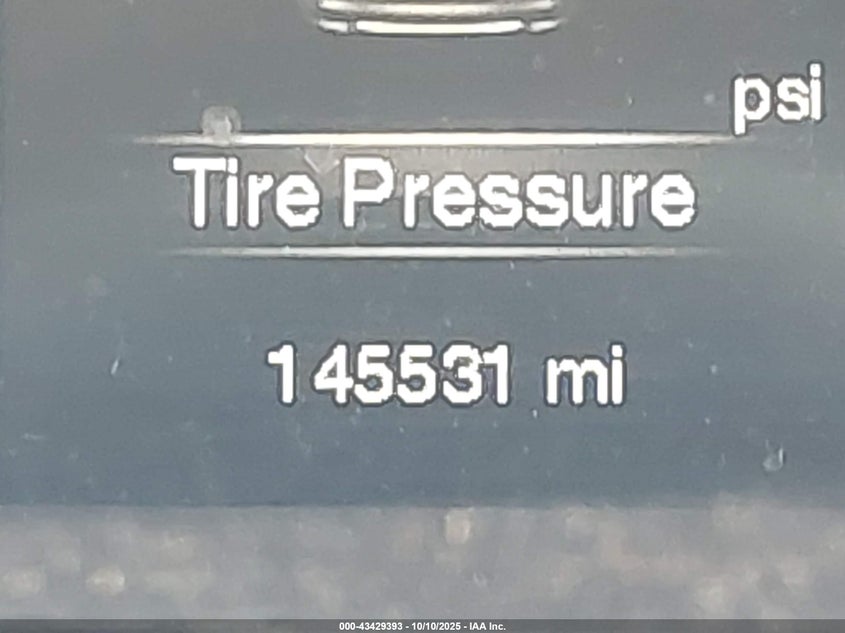 psi
Tire Pressure
145531 mi
000-43429393 - 10/10/2025 - IAA Inc.